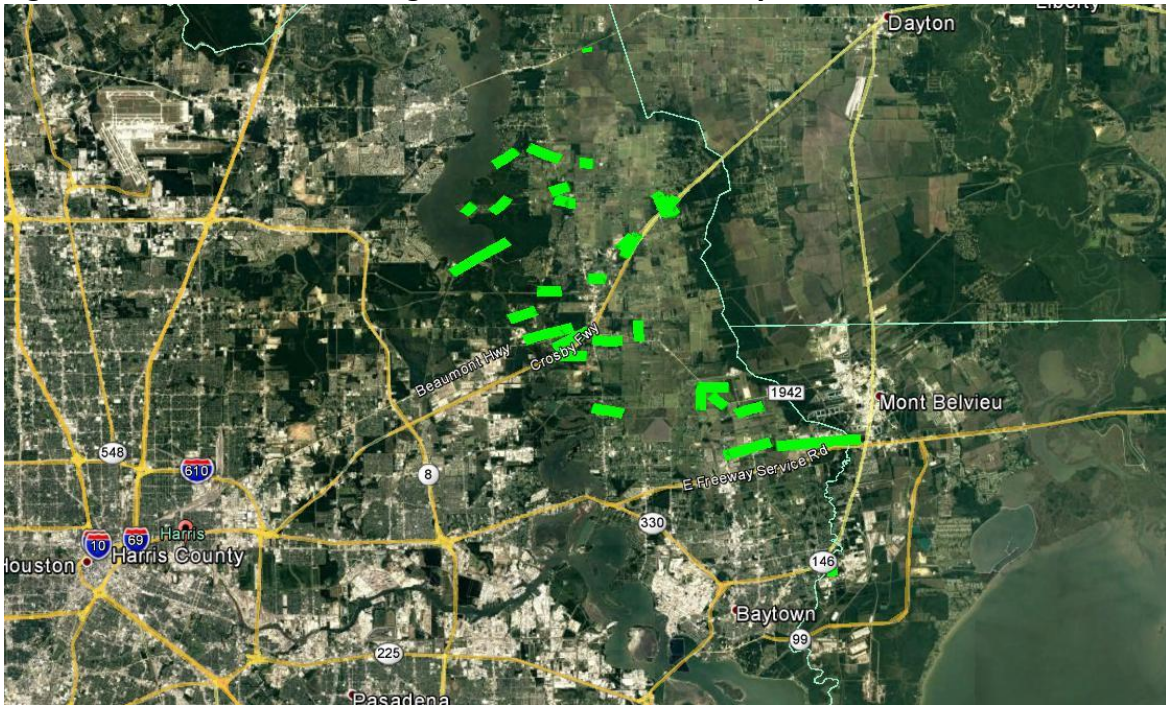 Dayton
548
610
8
10
69
Harris
Harris County
Houston
Beaumont Hwy
Crosby Fwy
1942
Mont Belvieu
E Freeway Service Rd
330
146
Baytown
99
225
Pasadena